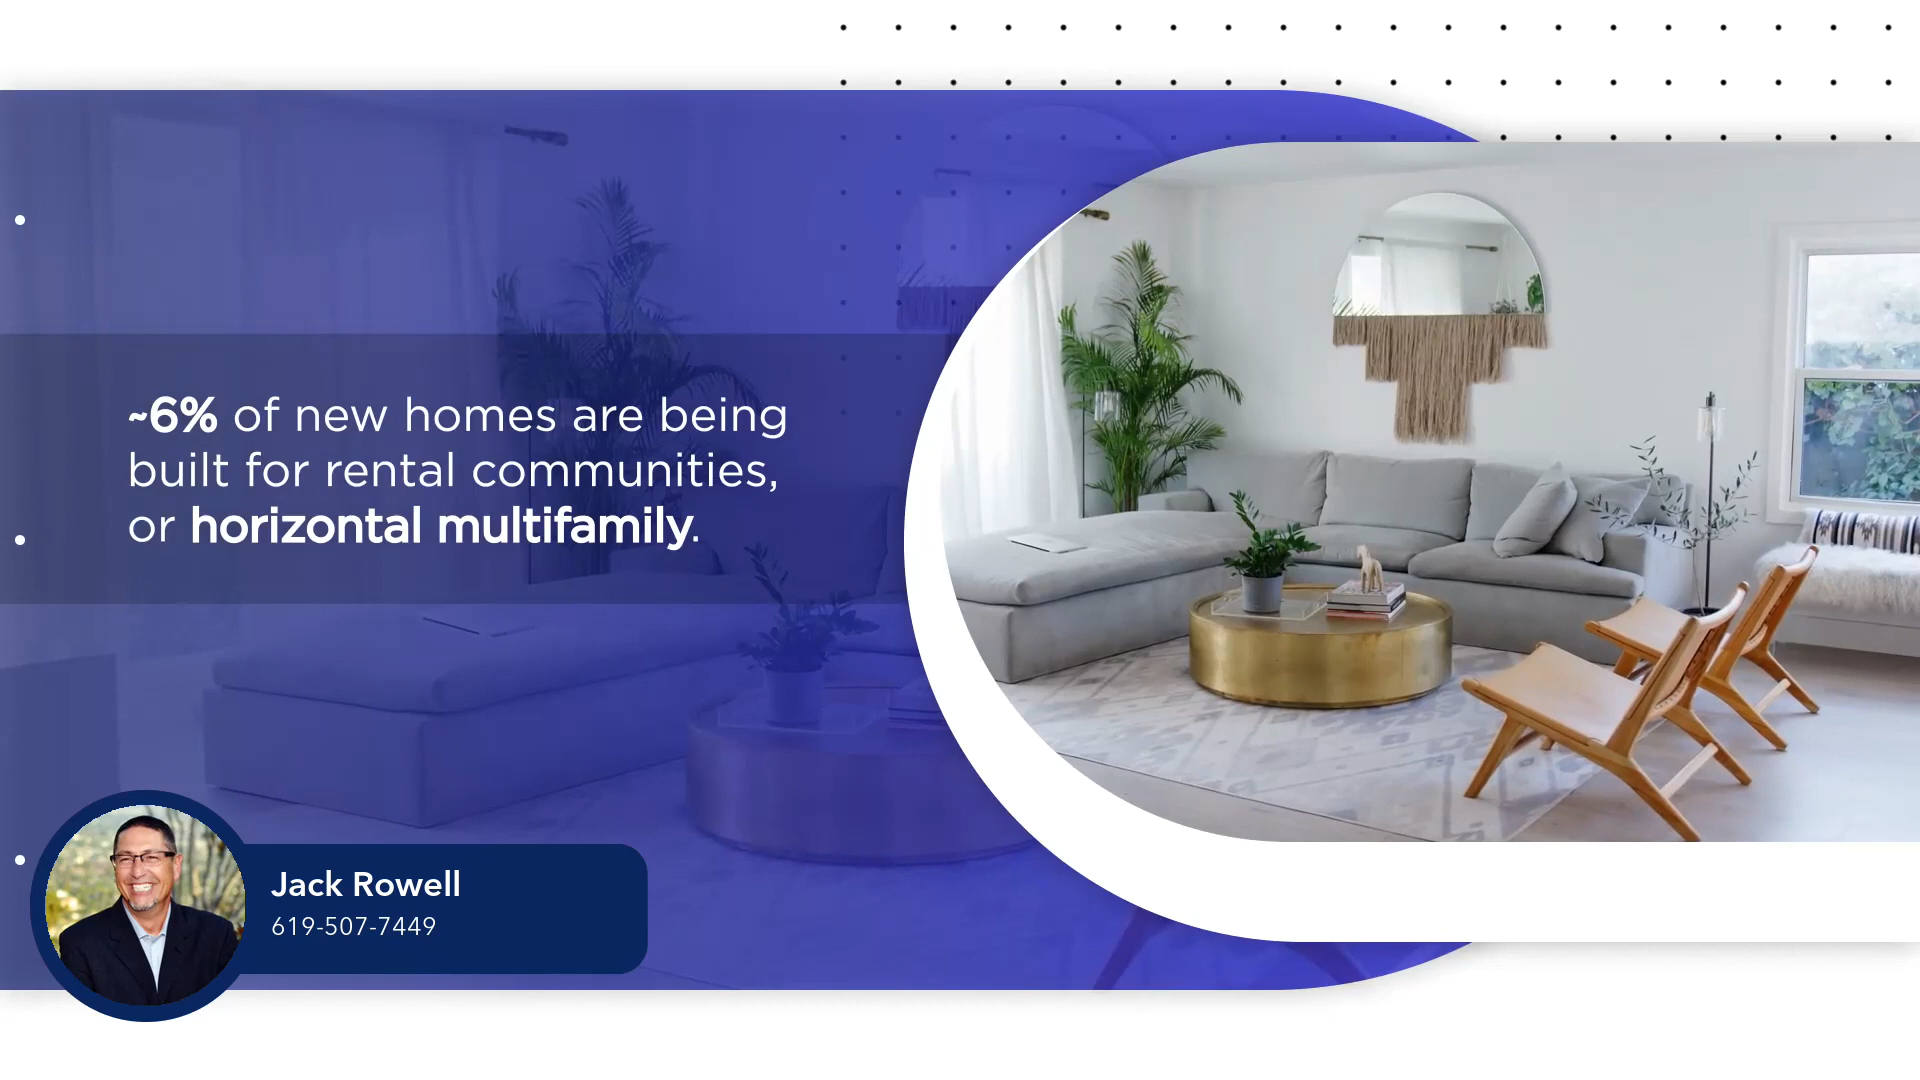 ~6% of new homes are being
built for rental communities,
or horizontal multifamily.
Jack Rowell
619-507-7449